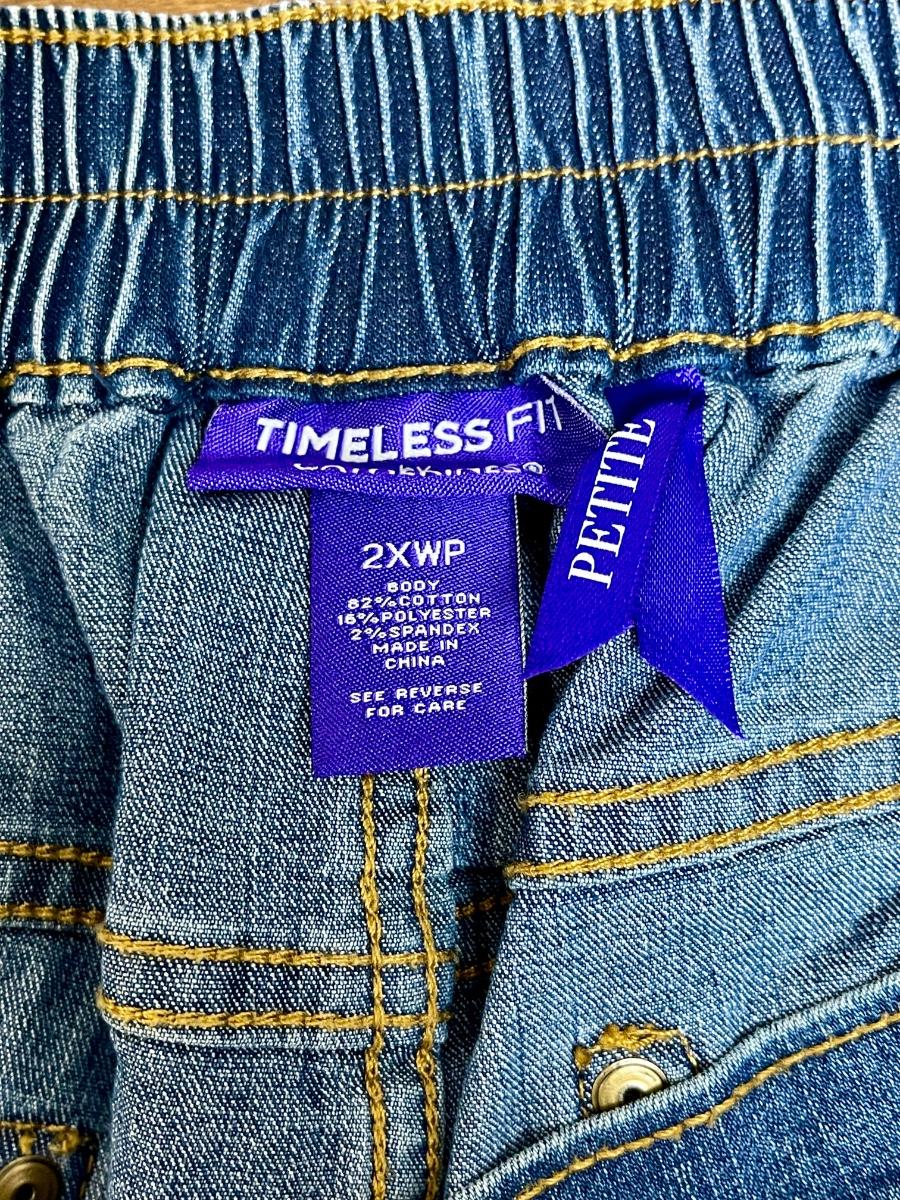 TIMELESS FIT
2XWP
BODY
82%COTTON
16%POLYESTER
2%SPANDEX
MADE IN
CHINA
SEE REVERSE
FOR CARE
PETITE